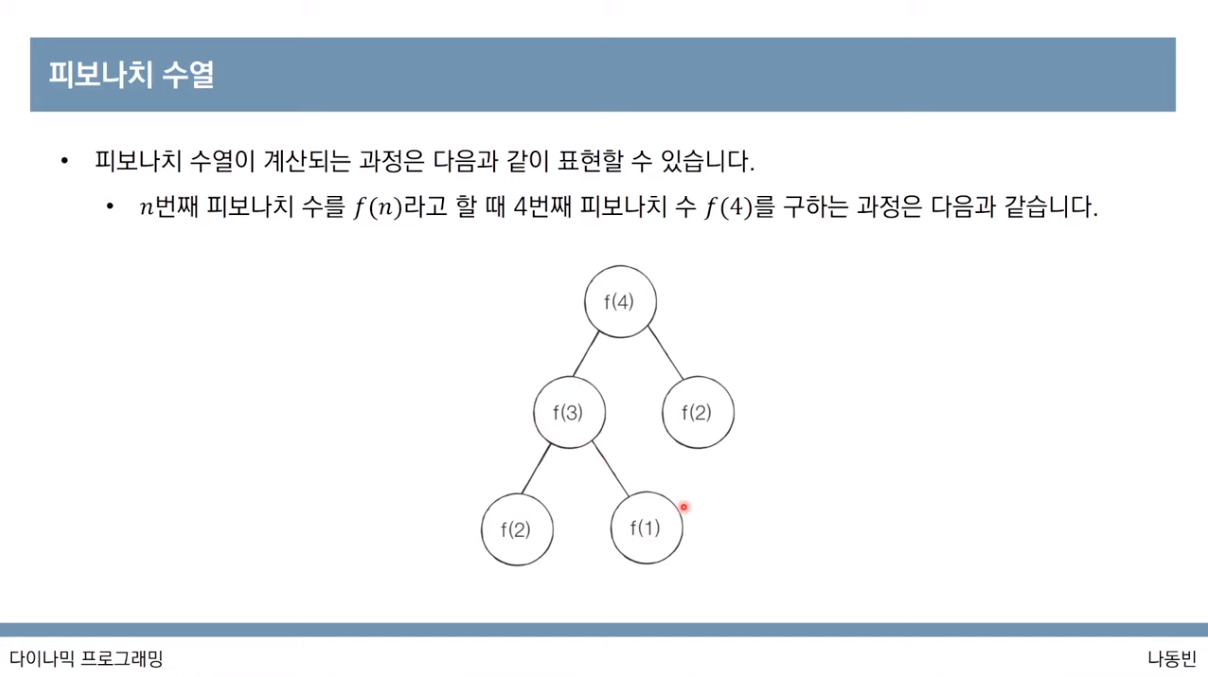 피보나치 수열
• 피보나치 수열이 계산되는 과정은 다음과 같이 표현할 수 있습니다.
• n번째 피보나치 수를 f(n)라고 할 때 4번째 피보나치 수 f(4)를 구하는 과정은 다음과 같습니다.
f(4)
f(3) f(2)
f(2) f(1)
다이나믹 프로그래밍 나동빈